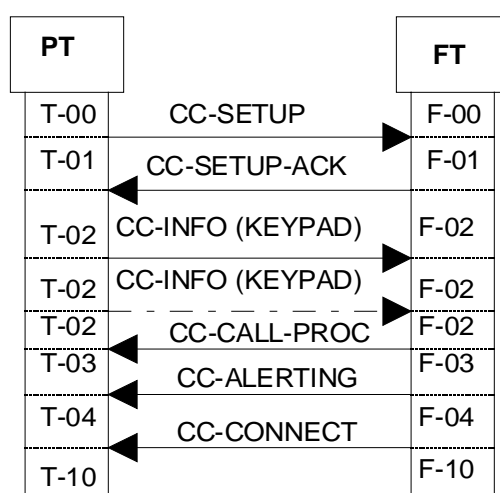 PT FT
T-00 CC-SETUP F-00
T-01 CC-SETUP-ACK F-01
T-02 CC-INFO (KEYPAD) F-02
T-02 CC-INFO (KEYPAD) F-02
T-02 CC-CALL-PROC F-02
T-03 CC-ALERTING F-03
T-04 CC-CONNECT F-04
T-10 F-10